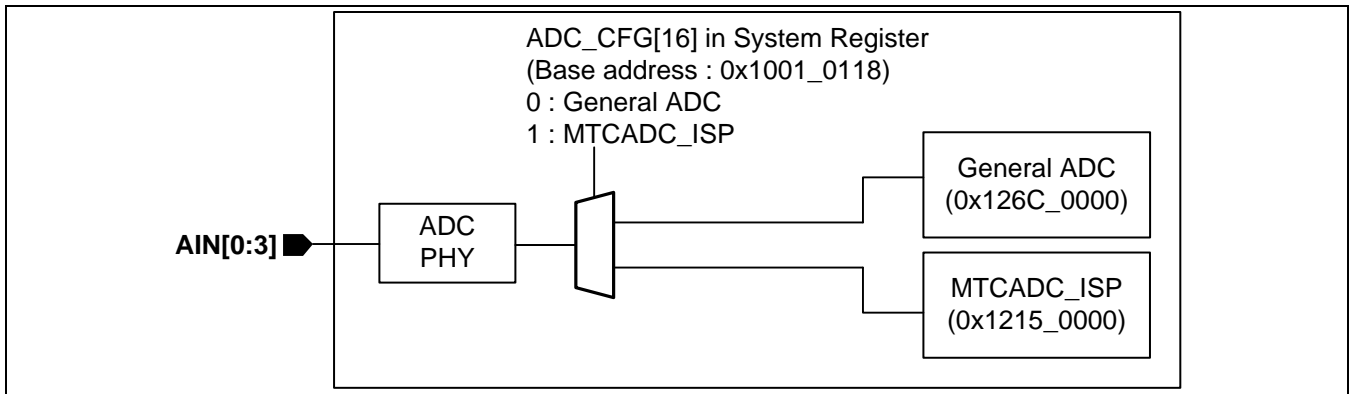 ADC_CFG[16] in System Register
(Base address : 0x1001_0118)
0 : General ADC
1 : MTCADC_ISP
General ADC
(0x126C_0000)
ADC
PHY
AIN[0:3]
MTCADC_ISP
(0x1215_0000)